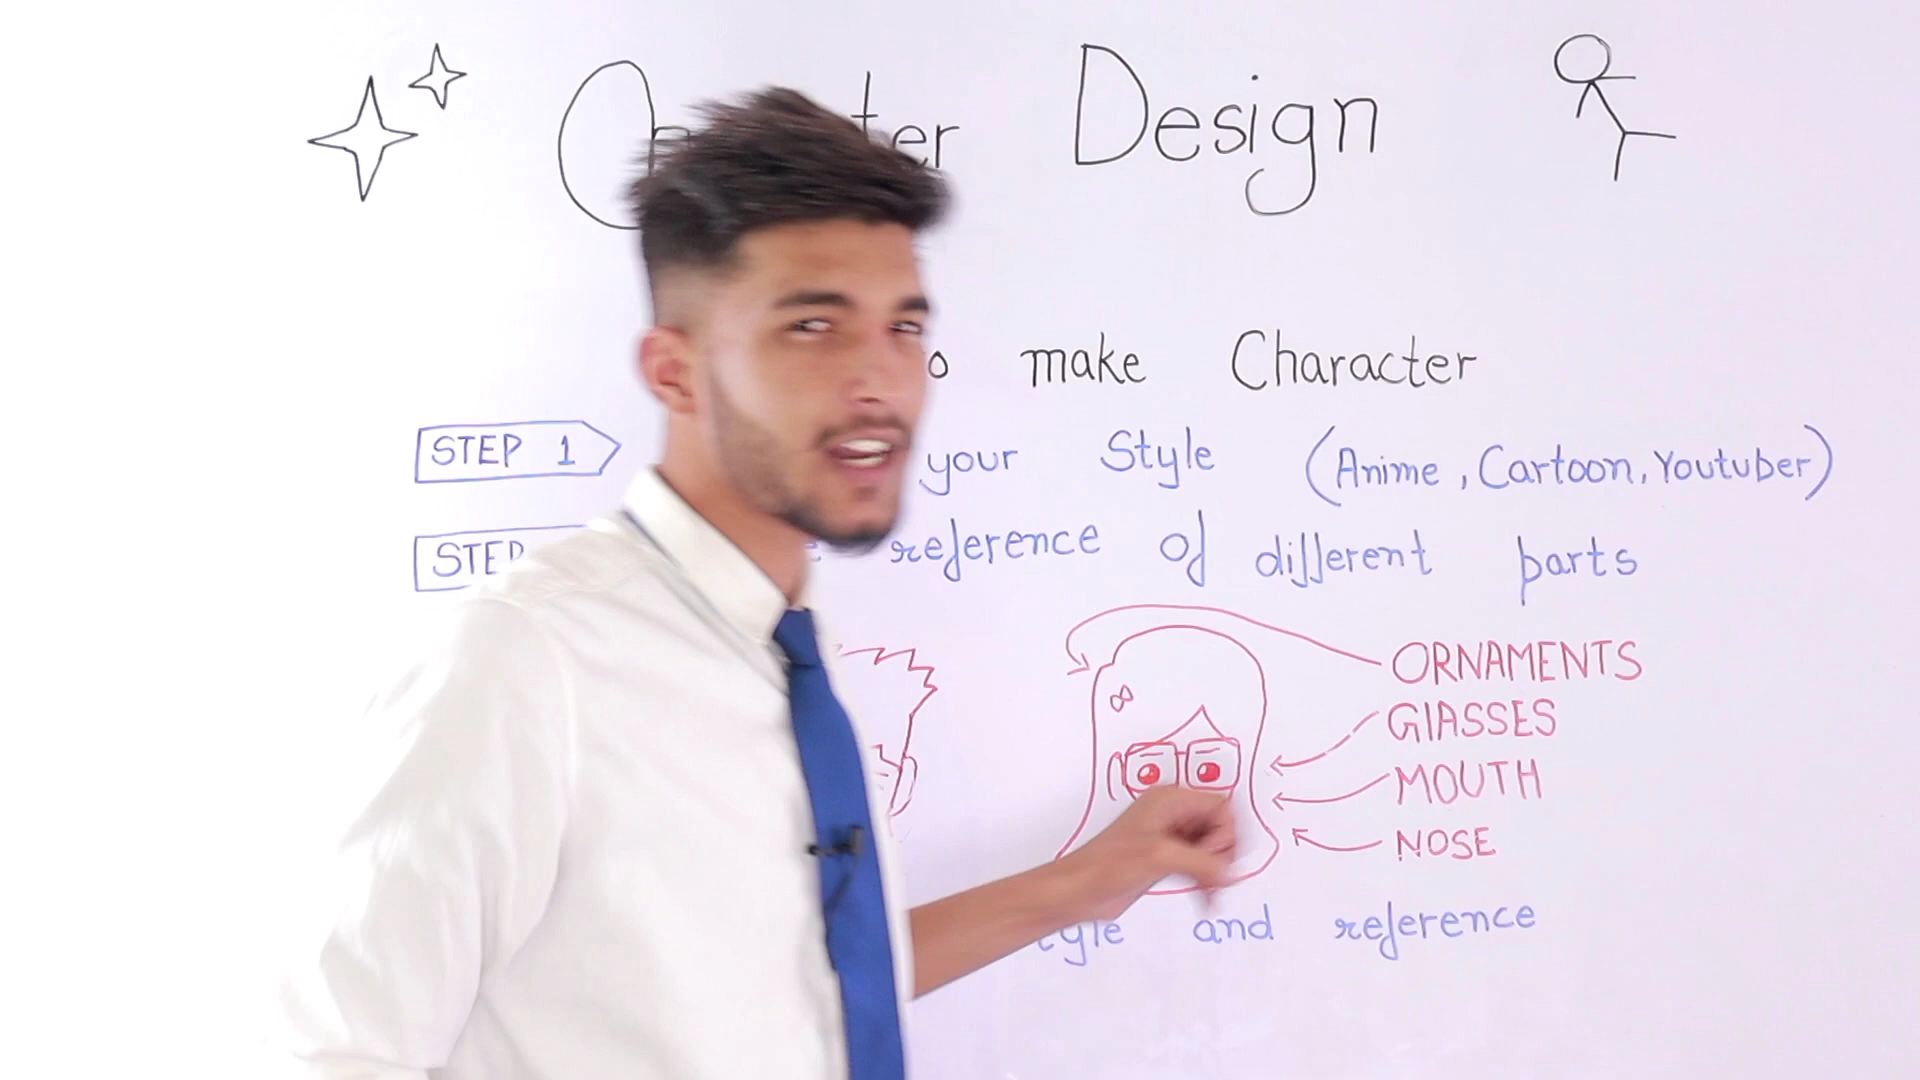 Design
make Character
STEP 1 your Style (Anime, Cartoon, Youtuber)
STEP reference of different parts
ORNAMENTS
GIASSES
MOUTH
NOSE
and reference